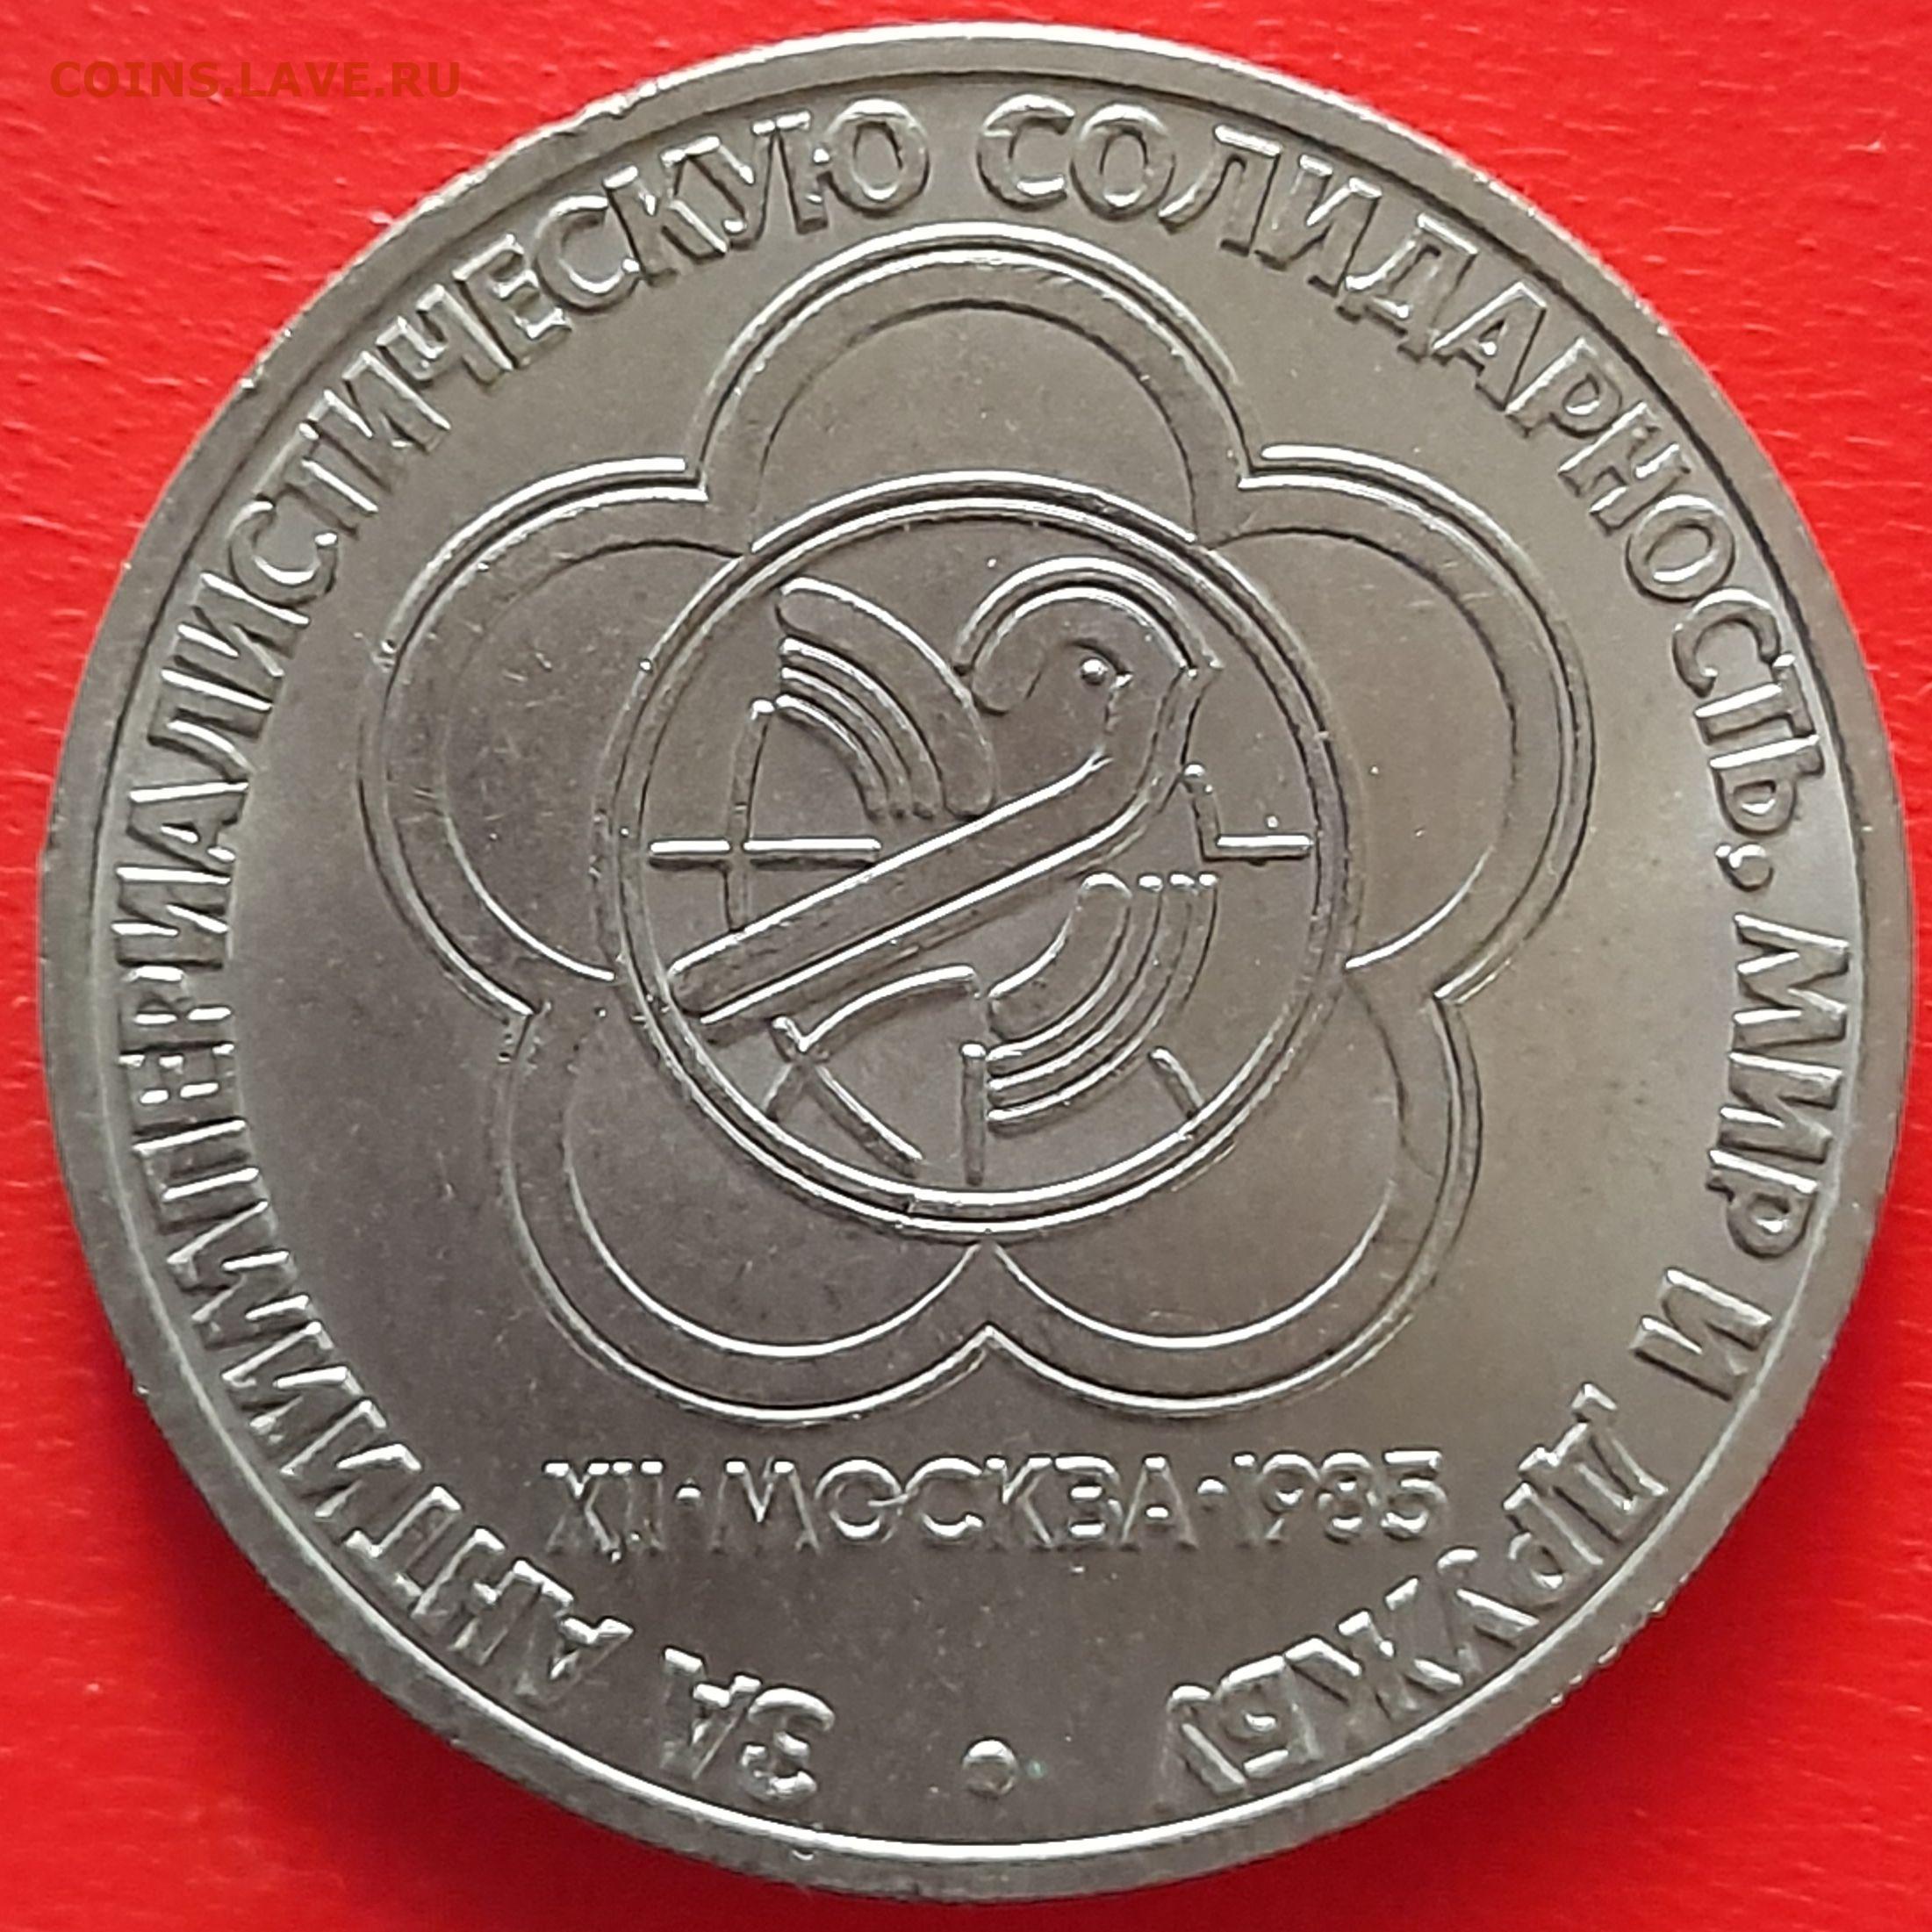 COINS.LAVE.RU
ЗА АНТИИМПЕРИАЛИСТИЧЕСКУЮ СОЛИДАРНОСТЬ, МИР И ДРУЖБУ
XII·МОСКВА·1985